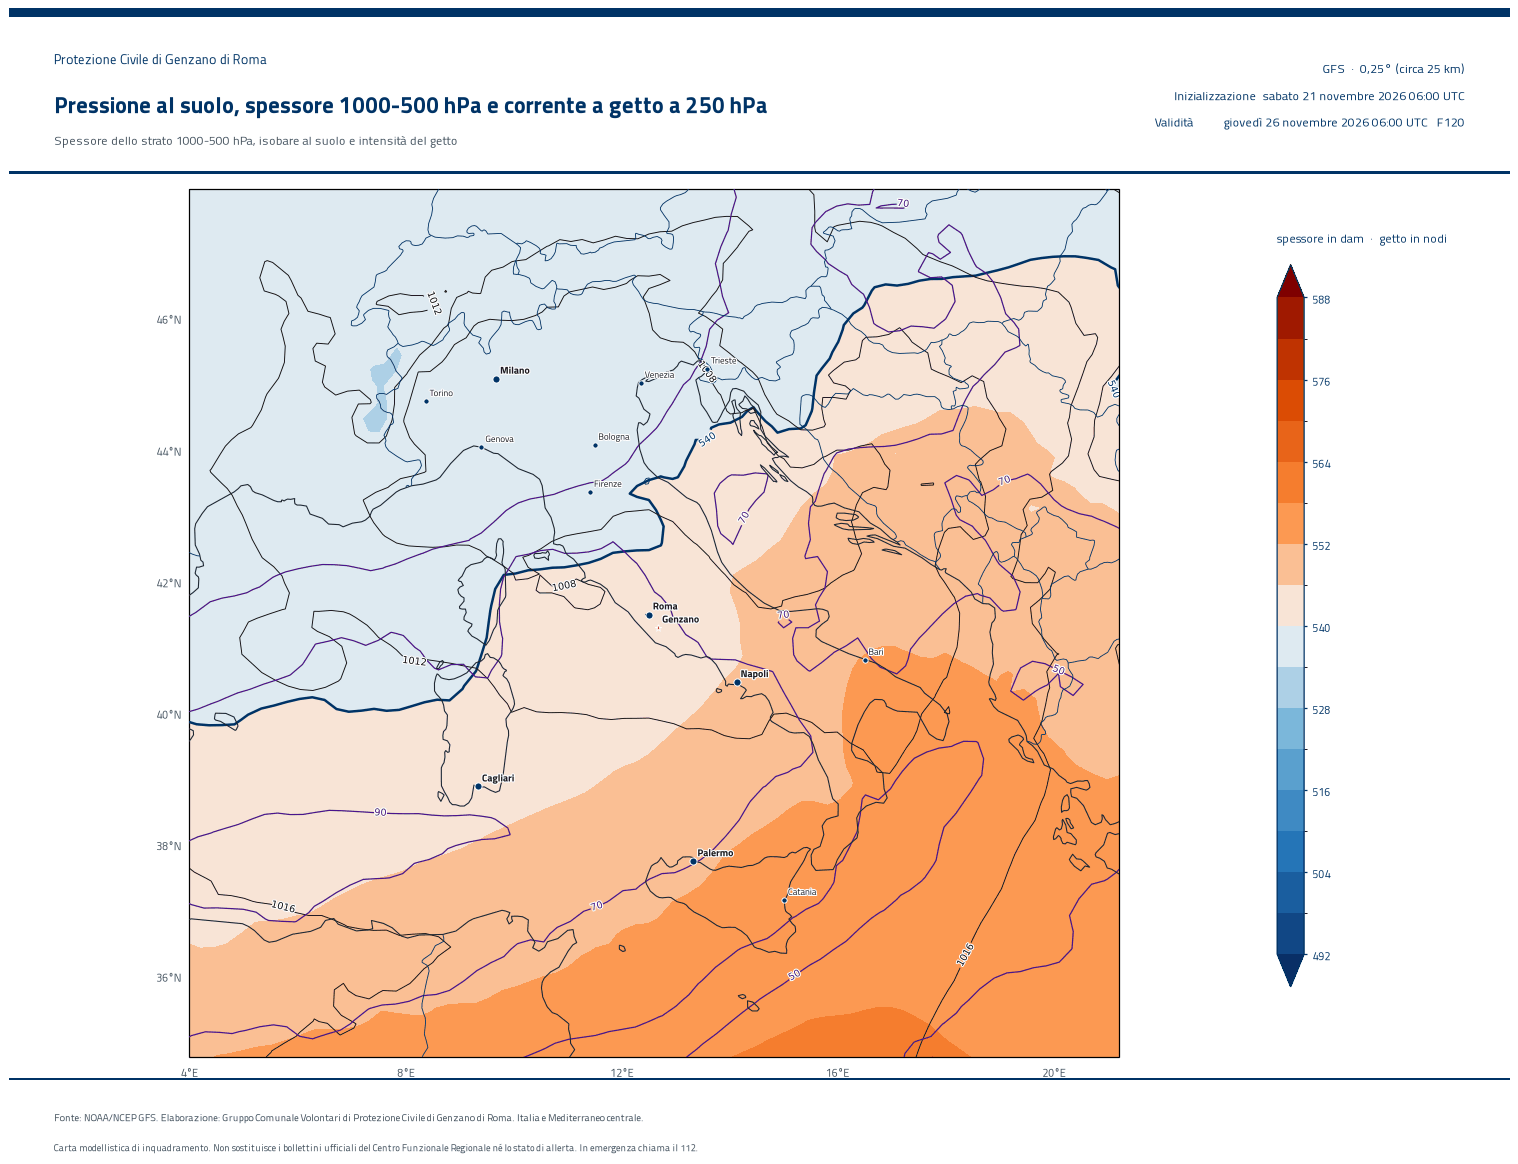 Protezione Civile di Genzano di Roma
Pressione al suolo, spessore 1000-500 hPa e corrente a getto a 250 hPa
Spessore dello strato 1000-500 hPa, isobare al suolo e intensità del getto
GFS · 0,25° (circa 25 km)
Inizializzazione sabato 21 novembre 2026 06:00 UTC
Validità giovedì 26 novembre 2026 06:00 UTC F120
spessore in dam · getto in nodi
588
576
564
552
540
528
516
504
492
46°N
44°N
42°N
40°N
38°N
36°N
4°E
8°E
12°E
16°E
20°E
70
1012
Trieste
1008
Milano
Venezia
540
Torino
540
Bologna
Genova
Firenze
70
70
1008
Roma
Genzano
70
Bari
1012
50
Napoli
Cagliari
90
Palermo
Catania
1016
70
1016
50
Fonte: NOAA/NCEP GFS. Elaborazione: Gruppo Comunale Volontari di Protezione Civile di Genzano di Roma. Italia e Mediterraneo centrale.
Carta modellistica di inquadramento. Non sostituisce i bollettini ufficiali del Centro Funzionale Regionale né lo stato di allerta. In emergenza chiama il 112.